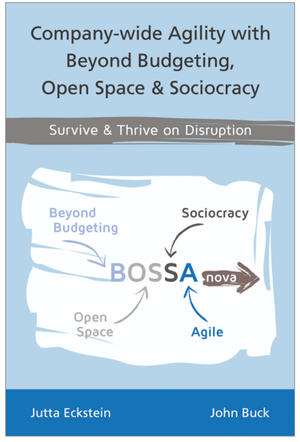 Company-wide Agility with
Beyond Budgeting,
Open Space & Sociocracy
Survive & Thrive on Disruption
Beyond
Budgeting
Sociocracy
BOSSA nova
Open
Space
Agile
Jutta Eckstein
John Buck